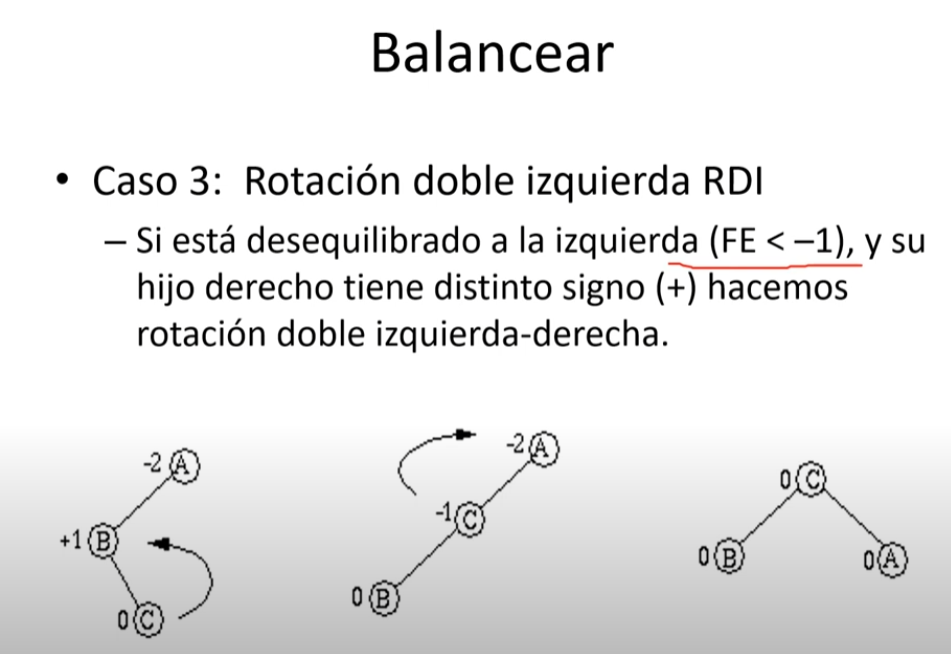 Balancear
• Caso 3: Rotación doble izquierda RDI
– Si está desequilibrado a la izquierda (FE < –1), y su
hijo derecho tiene distinto signo (+) hacemos
rotación doble izquierda-derecha.
-2 A
+1 B
0 C
-2 A
-1 C
0 B
0 C
0 B
0 A